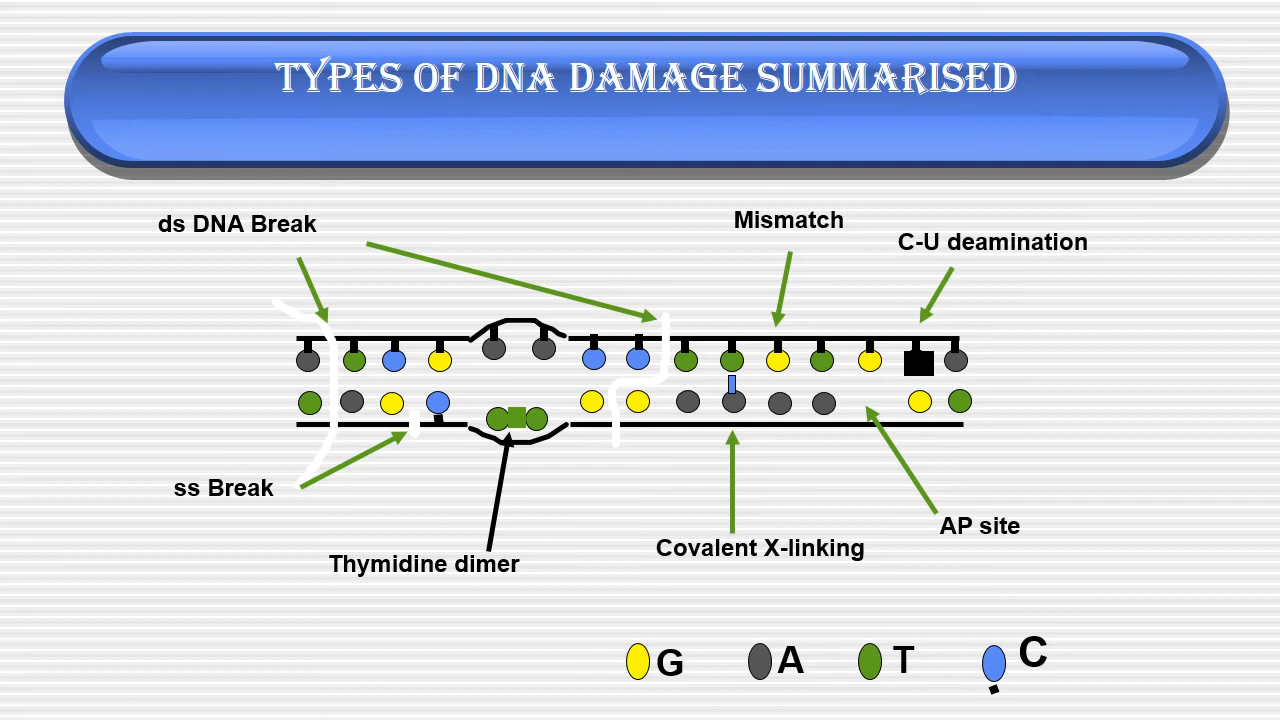 TYPES OF DNA DAMAGE SUMMARISED
ds DNA Break
Mismatch
C-U deamination
ss Break
AP site
Covalent X-linking
Thymidine dimer
G A T C